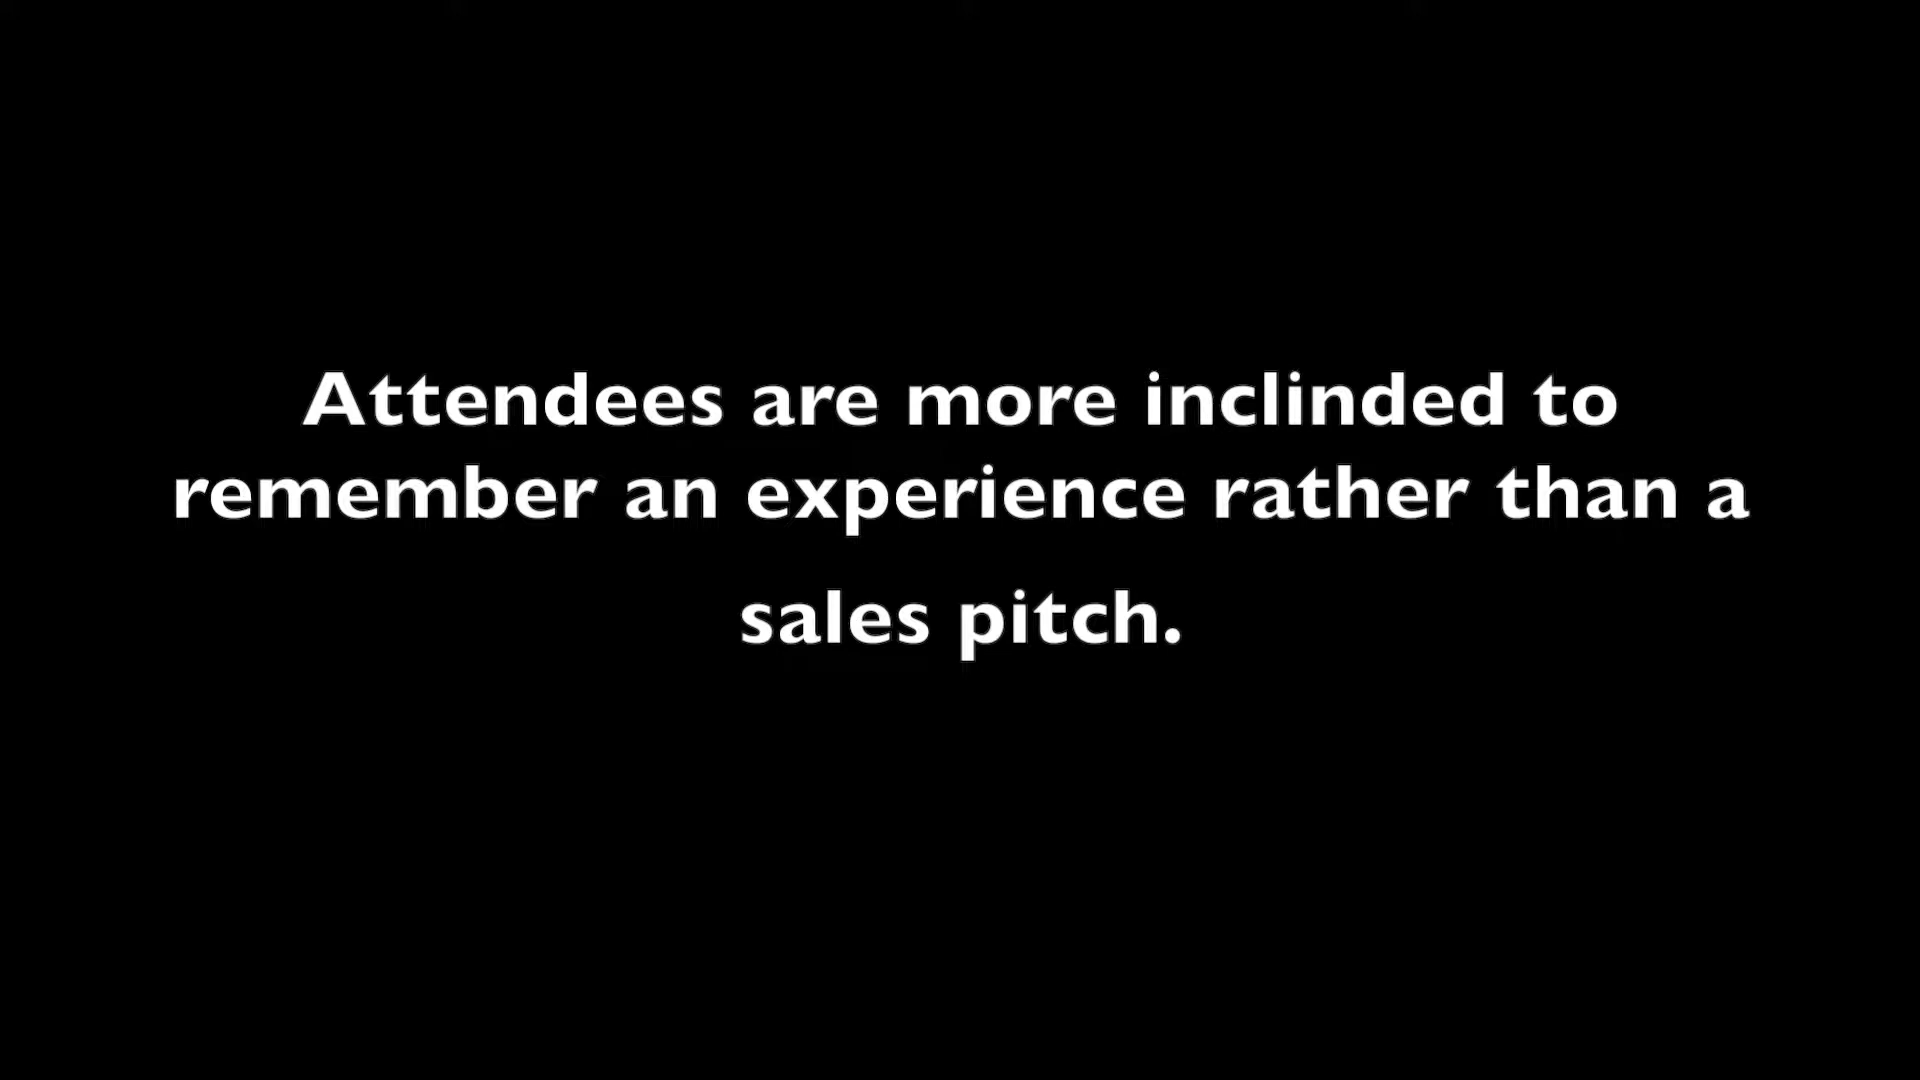 Attendees are more inclinded to
remember an experience rather than a
sales pitch.